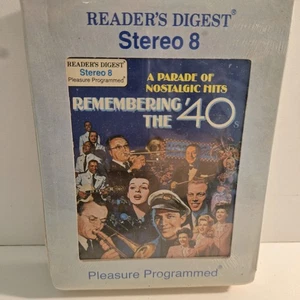 READER'S DIGEST®
Stereo 8
READER'S DIGEST®
Stereo 8
Pleasure Programmed®
A PARADE OF
NOSTALGIC HITS
REMEMBERING
THE '40s
Pleasure Programmed®